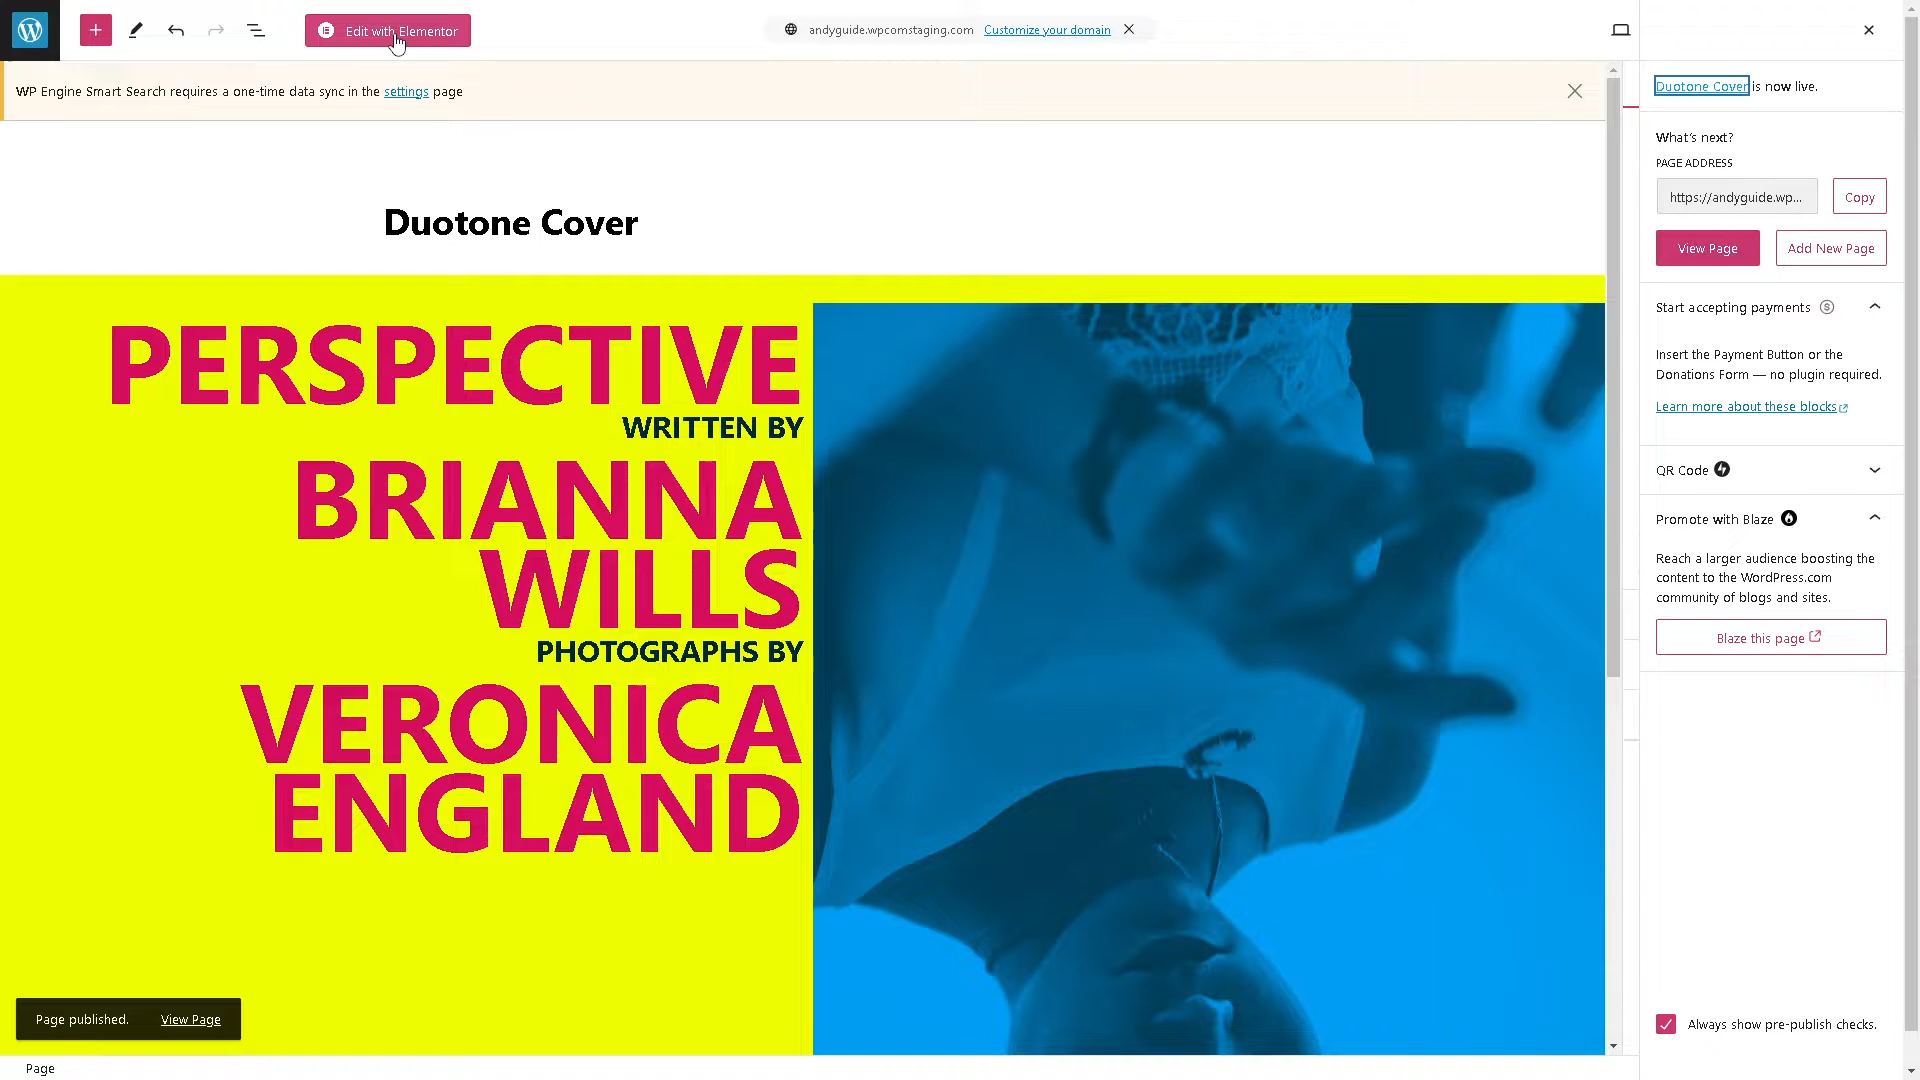 Edit with Elementor
andyguide.wpcomstaging.com Customize your domain
WP Engine Smart Search requires a one-time data sync in the settings page
Duotone Cover
PERSPECTIVE
WRITTEN BY
BRIANNA
WILLS
PHOTOGRAPHS BY
VERONICA
ENGLAND
Page published. View Page
Page
Duotone Cover is now live.
What's next?
PAGE ADDRESS
https://andyguide.wp... Copy
View Page Add New Page
Start accepting payments
Insert the Payment Button or the
Donations Form — no plugin required.
Learn more about these blocks
QR Code
Promote with Blaze
Reach a larger audience boosting the
content to the WordPress.com
community of blogs and sites.
Blaze this page
Always show pre-publish checks.